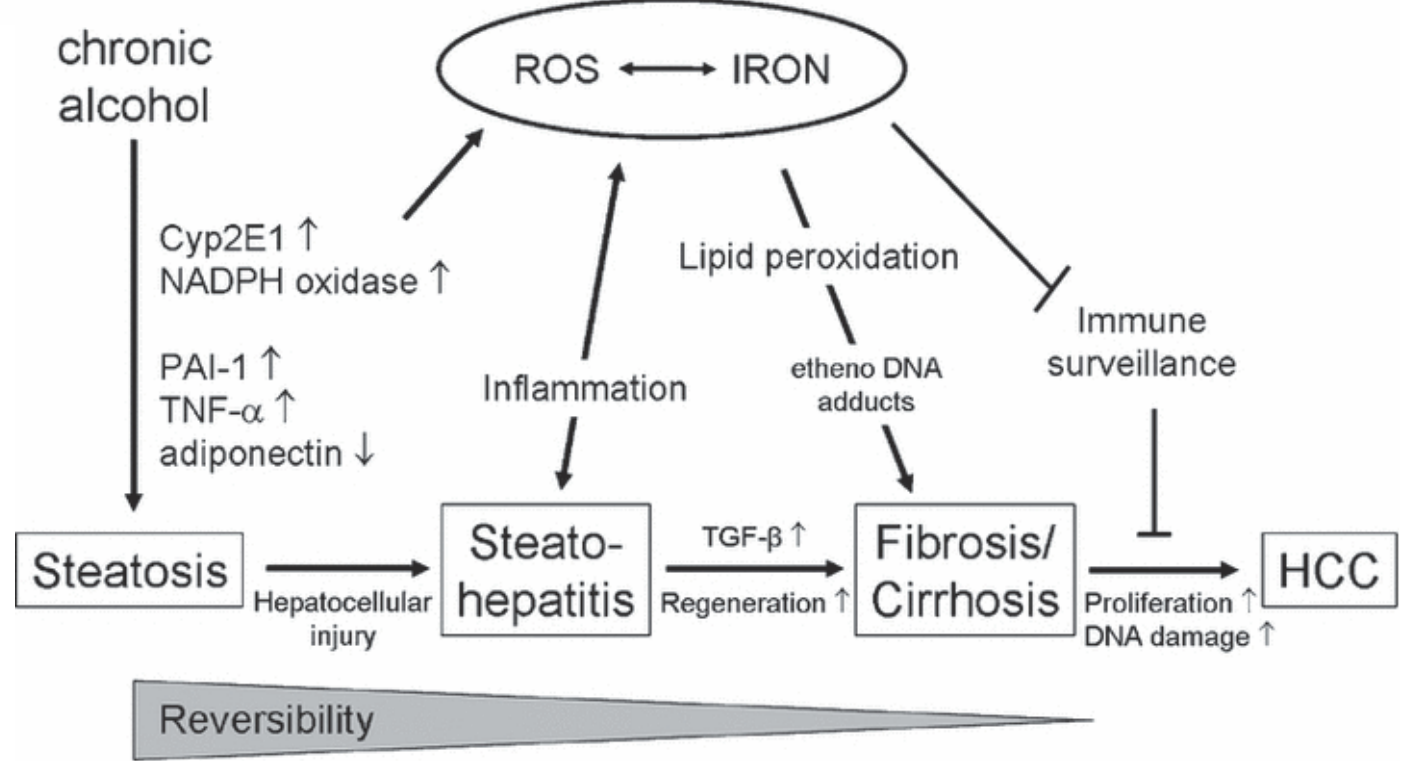 chronic
alcohol
ROS
IRON
Cyp2E1 ↑
NADPH oxidase ↑
PAI-1 ↑
TNF-α ↑
adiponectin ↓
Inflammation
Lipid peroxidation
etheno DNA
adducts
Immune
surveillance
Steatosis
Hepatocellular
injury
Steato-
hepatitis
TGF-β ↑
Regeneration ↑
Fibrosis/
Cirrhosis
Proliferation ↑
DNA damage ↑
HCC
Reversibility